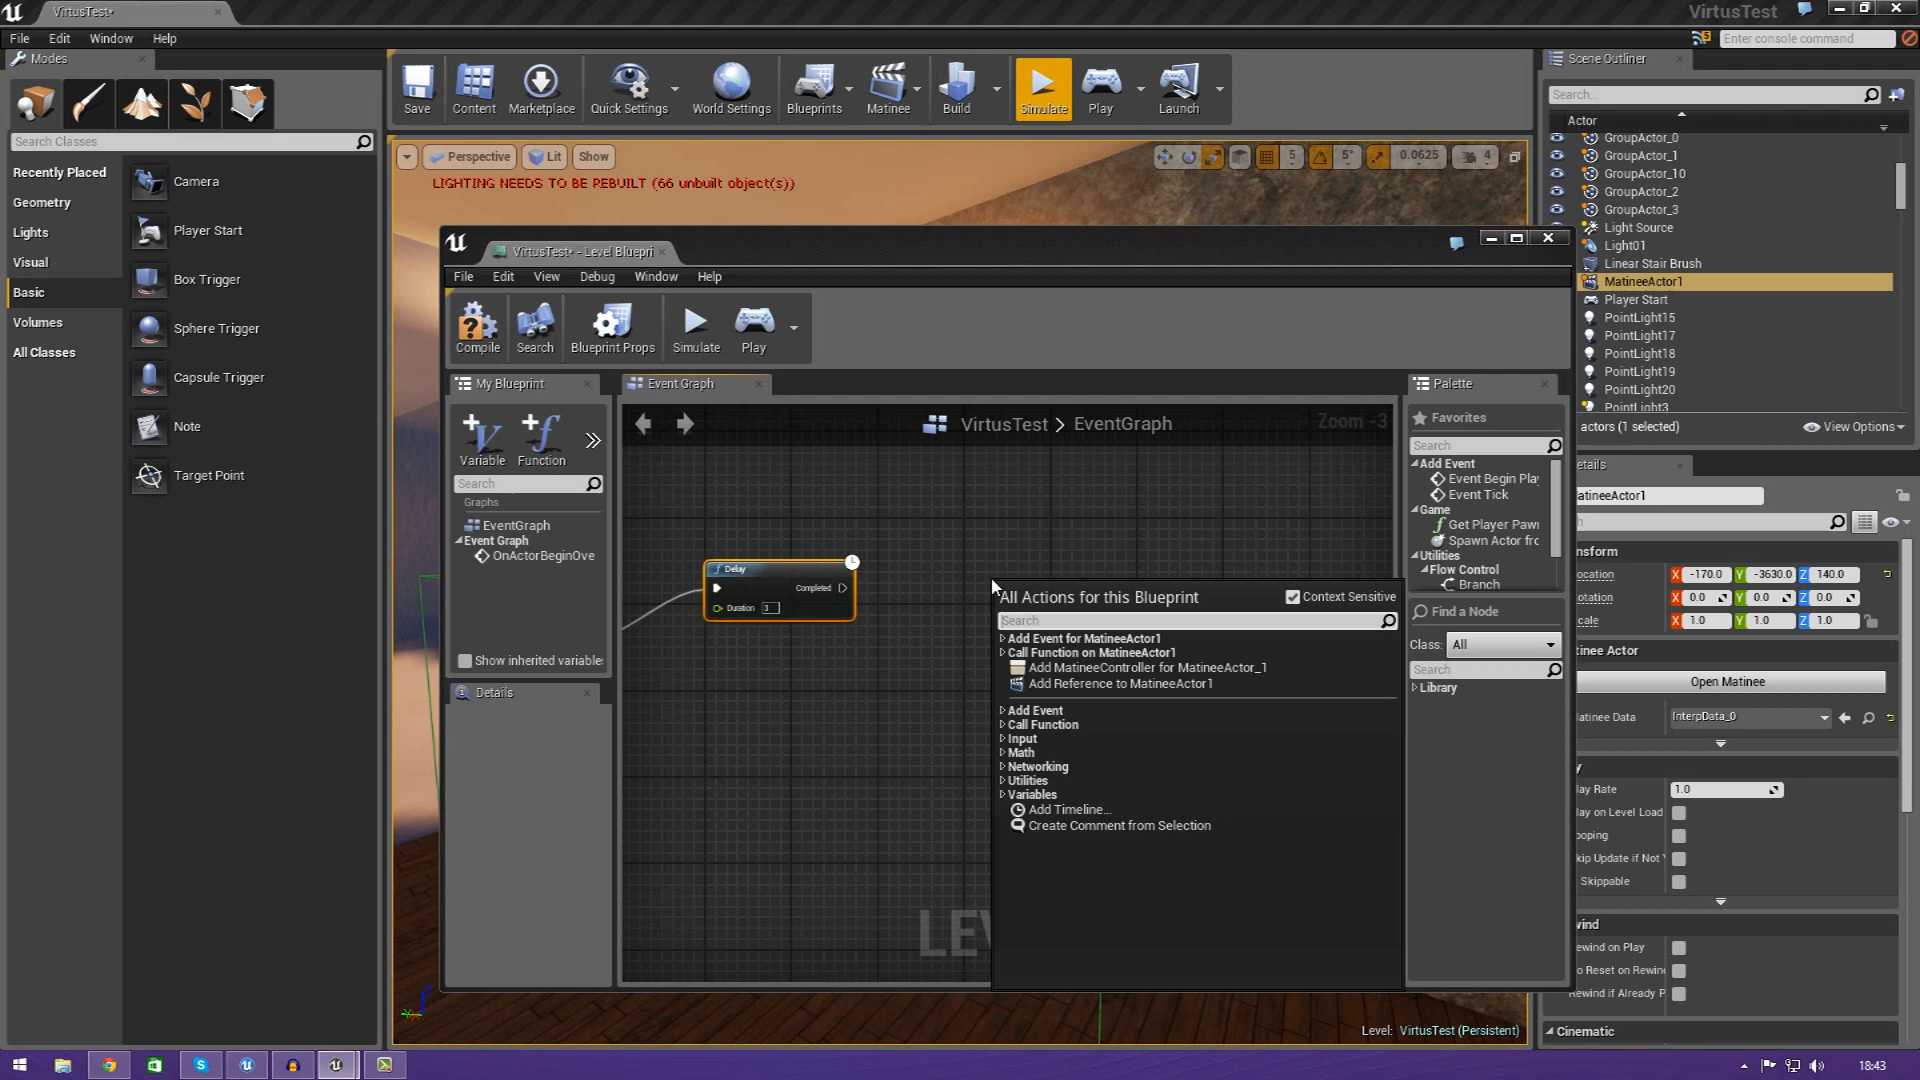 VirtusTest*
VirtusTest
File Edit Window Help
Enter console command
Modes
Search Classes
Recently Placed
Geometry
Lights
Visual
Basic
Volumes
All Classes
Camera
Player Start
Box Trigger
Sphere Trigger
Capsule Trigger
Note
Target Point
Save
Content
Marketplace
Quick Settings
World Settings
Blueprints
Matinee
Build
Simulate
Play
Launch
Perspective
Lit
Show
5
5°
0.0625
4
LIGHTING NEEDS TO BE REBUILT (66 unbuilt object(s))
VirtusTest* - Level Blueprint
File Edit View Debug Window Help
Compile
Search
Blueprint Props
Simulate
Play
My Blueprint
Variable
Function
Search
Graphs
EventGraph
Event Graph
OnActorBeginOve
Show inherited variable
Details
Event Graph
VirtusTest > EventGraph
Zoom -3
Delay
Completed
Duration 3
All Actions for this Blueprint
Context Sensitive
Search
Add Event for MatineeActor1
Call Function on MatineeActor1
Add MatineeController for MatineeActor_1
Add Reference to MatineeActor1
Add Event
Call Function
Input
Math
Networking
Utilities
Variables
Add Timeline...
Create Comment from Selection
LEV
Palette
Favorites
Search
Add Event
Event Begin Play
Event Tick
Game
Get Player Pawn
Spawn Actor fro
Utilities
Flow Control
Branch
Find a Node
Class: All
Search
Library
Level: VirtusTest (Persistent)
Scene Outliner
Search...
Actor
GroupActor_0
GroupActor_1
GroupActor_10
GroupActor_2
GroupActor_3
Light Source
Light01
Linear Stair Brush
MatineeActor1
Player Start
PointLight15
PointLight17
PointLight18
PointLight19
PointLight20
PointLight3
actors (1 selected)
View Options
etails
atineeActor1
ansform
ocation X -170.0 Y -3630.0 Z 140.0
otation X 0.0 Y 0.0 Z 0.0
cale X 1.0 Y 1.0 Z 1.0
tinee Actor
Open Matinee
latinee Data InterpData_0
y
lay Rate 1.0
lay on Level Load
oping
kip Update if Not
Skippable
wind
ewind on Play
o Reset on Rewin
ewind if Already P
Cinematic
18:43